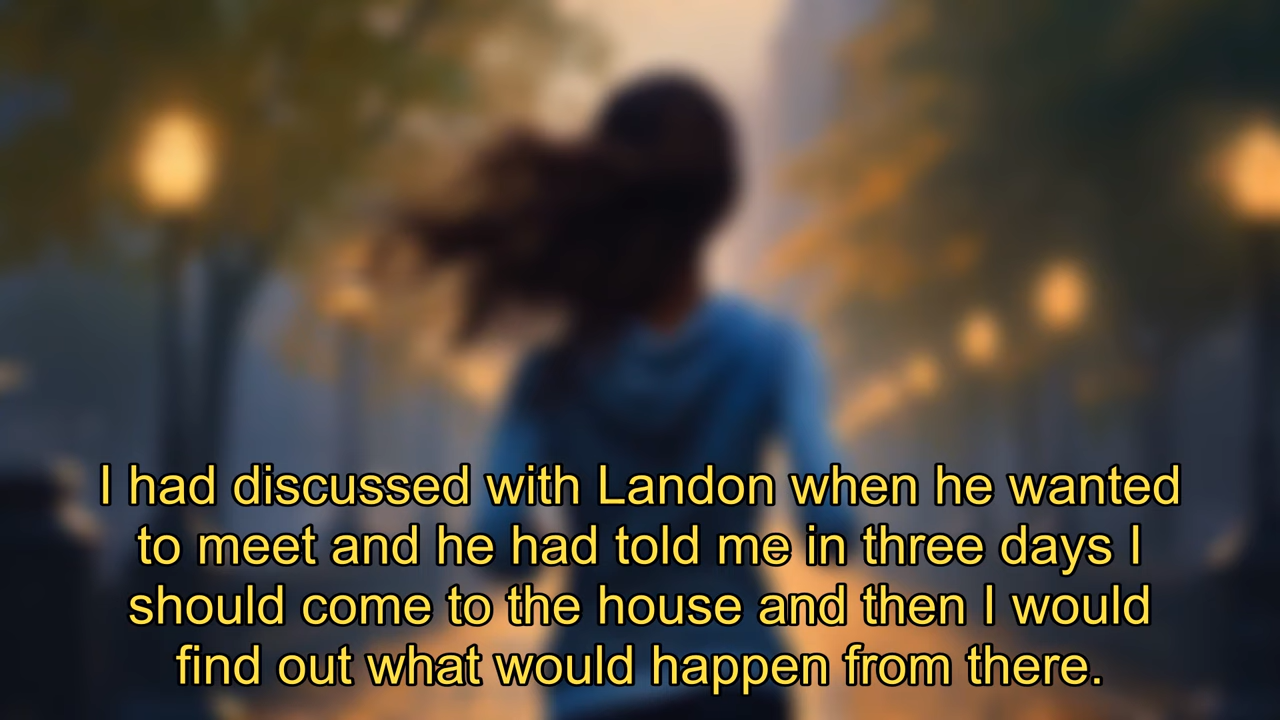 I had discussed with Landon when he wanted
to meet and he had told me in three days I
should come to the house and then I would
find out what would happen from there.